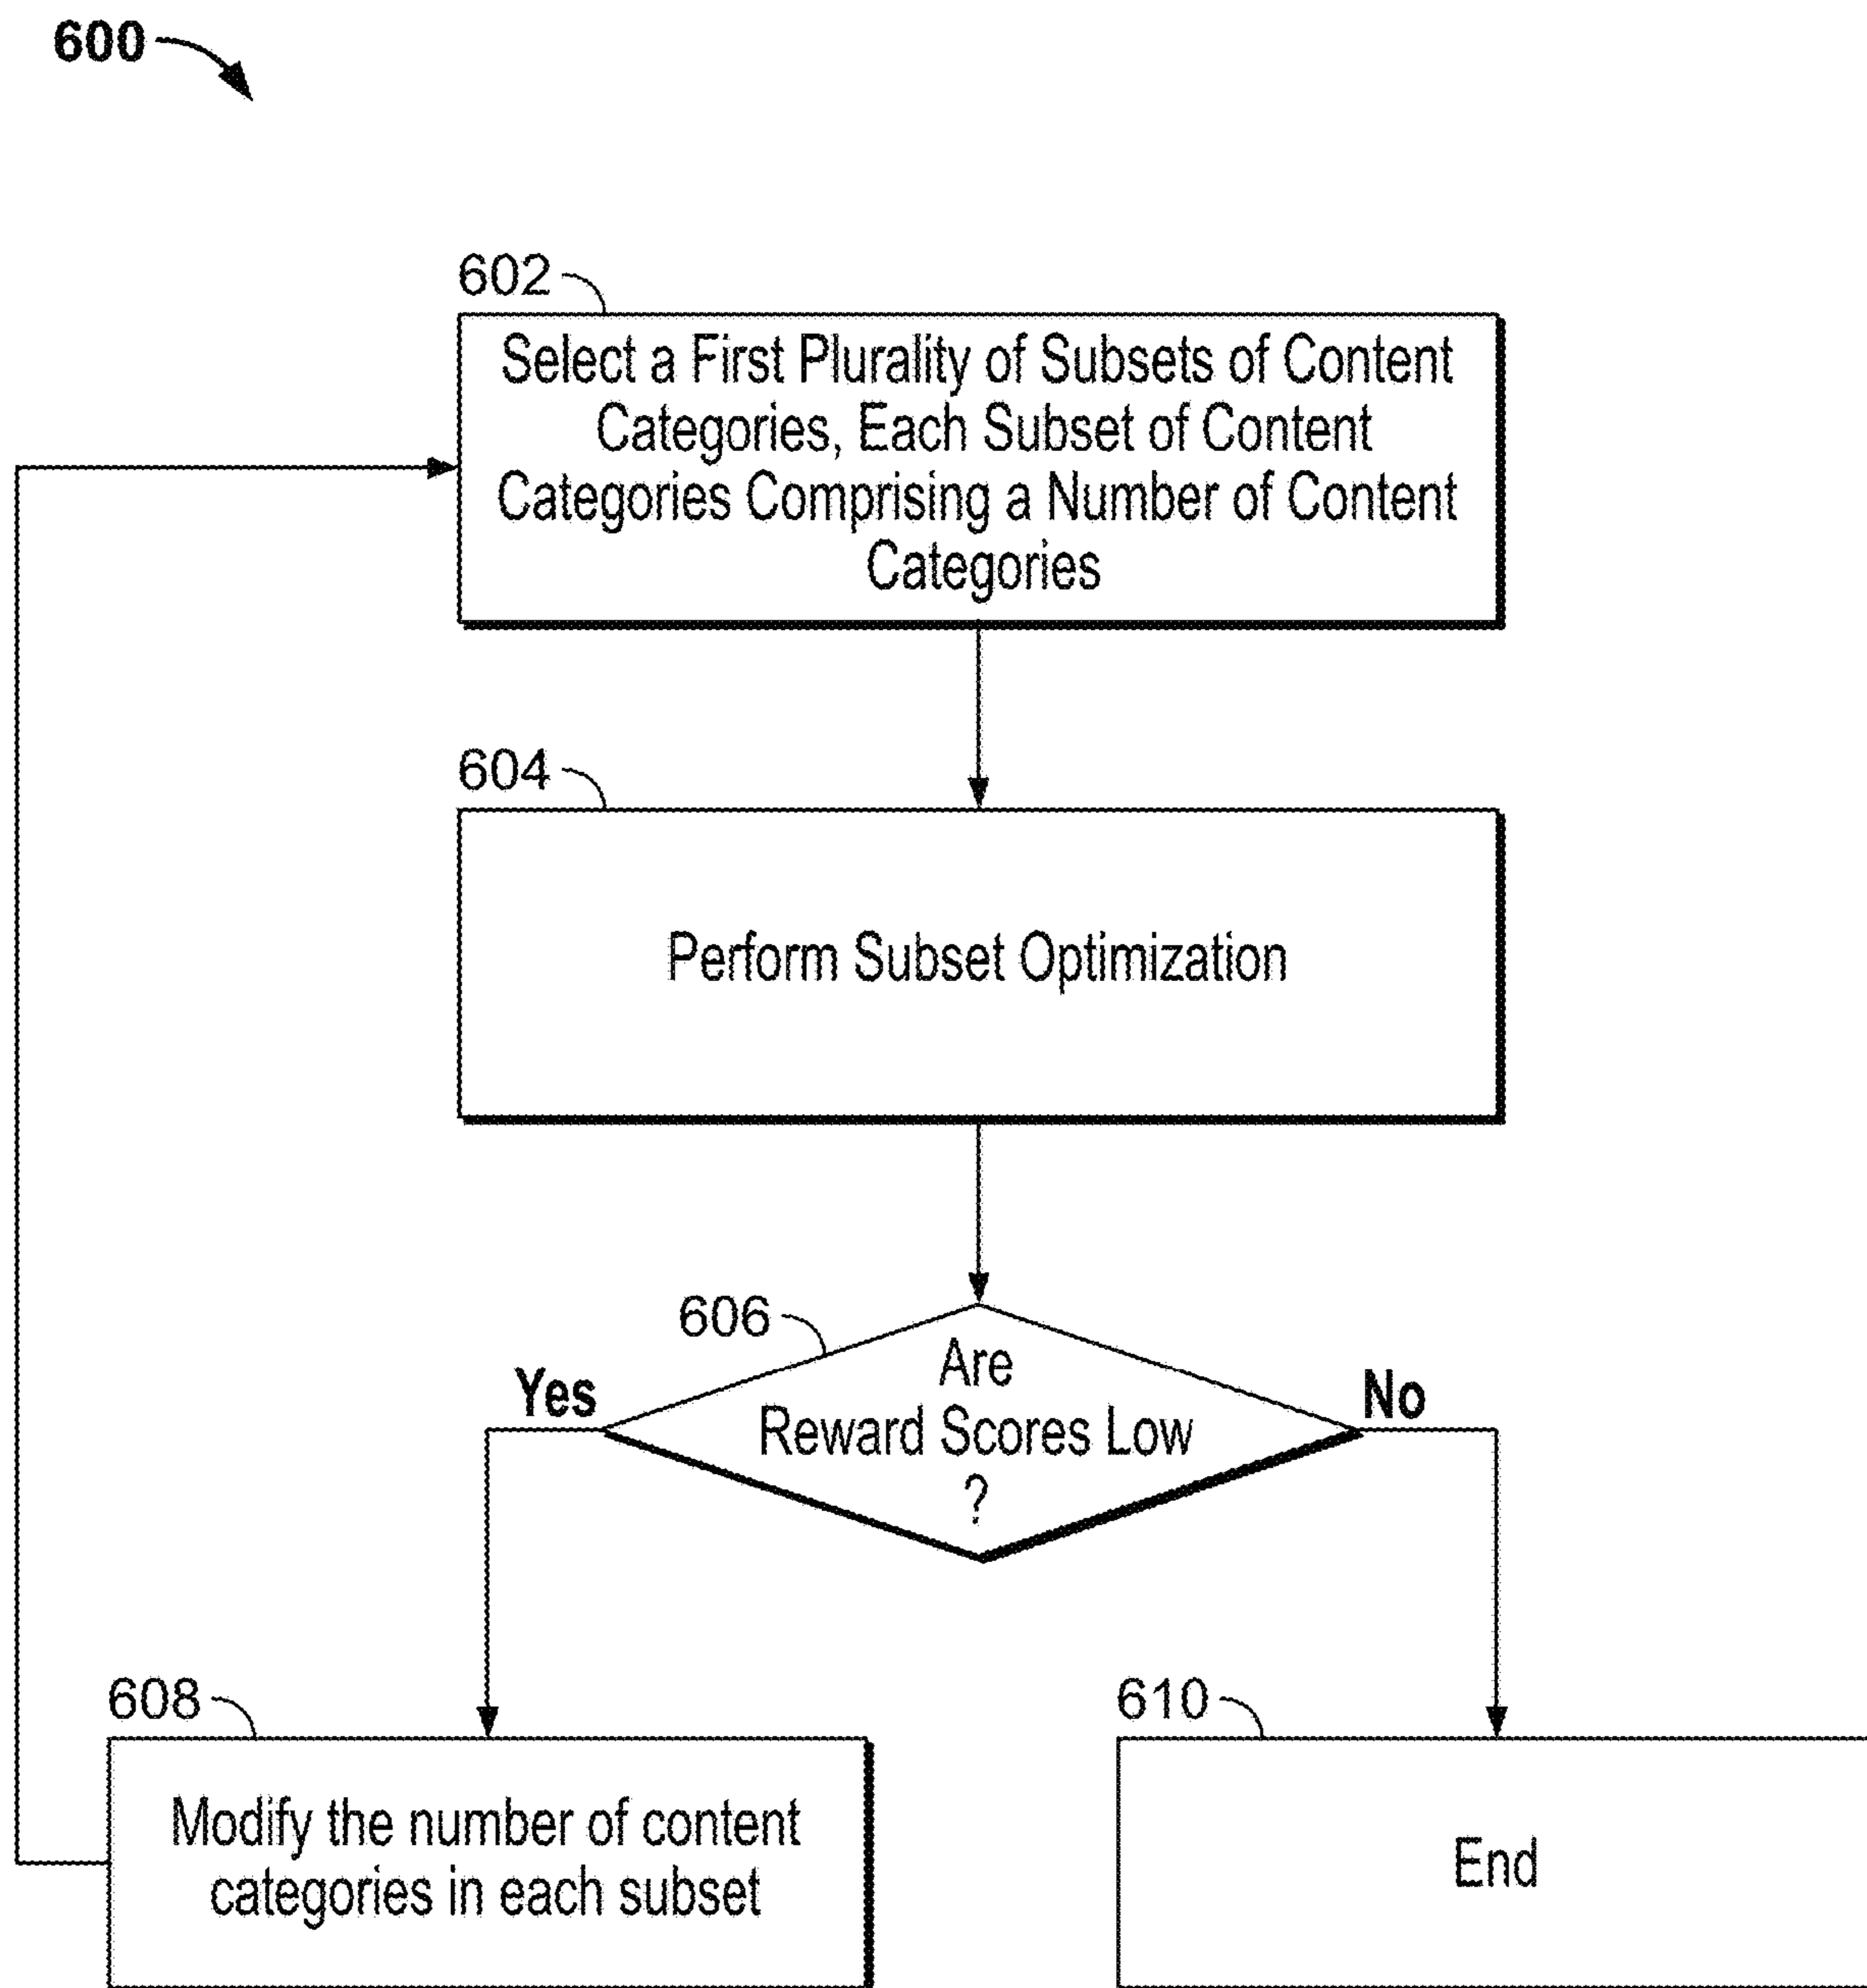 600
602
Select a First Plurality of Subsets of Content
Categories, Each Subset of Content
Categories Comprising a Number of Content
Categories
604
Perform Subset Optimization
606
Are
Reward Scores Low
?
Yes
No
608
Modify the number of content
categories in each subset
610
End